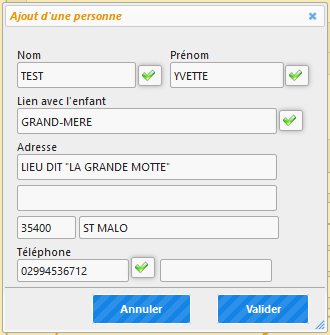 Ajout d'une personne
Nom Prénom
TEST YVETTE
Lien avec l'enfant
GRAND-MERE
Adresse
LIEU DIT "LA GRANDE MOTTE"
35400 ST MALO
Téléphone
02994536712
Annuler Valider